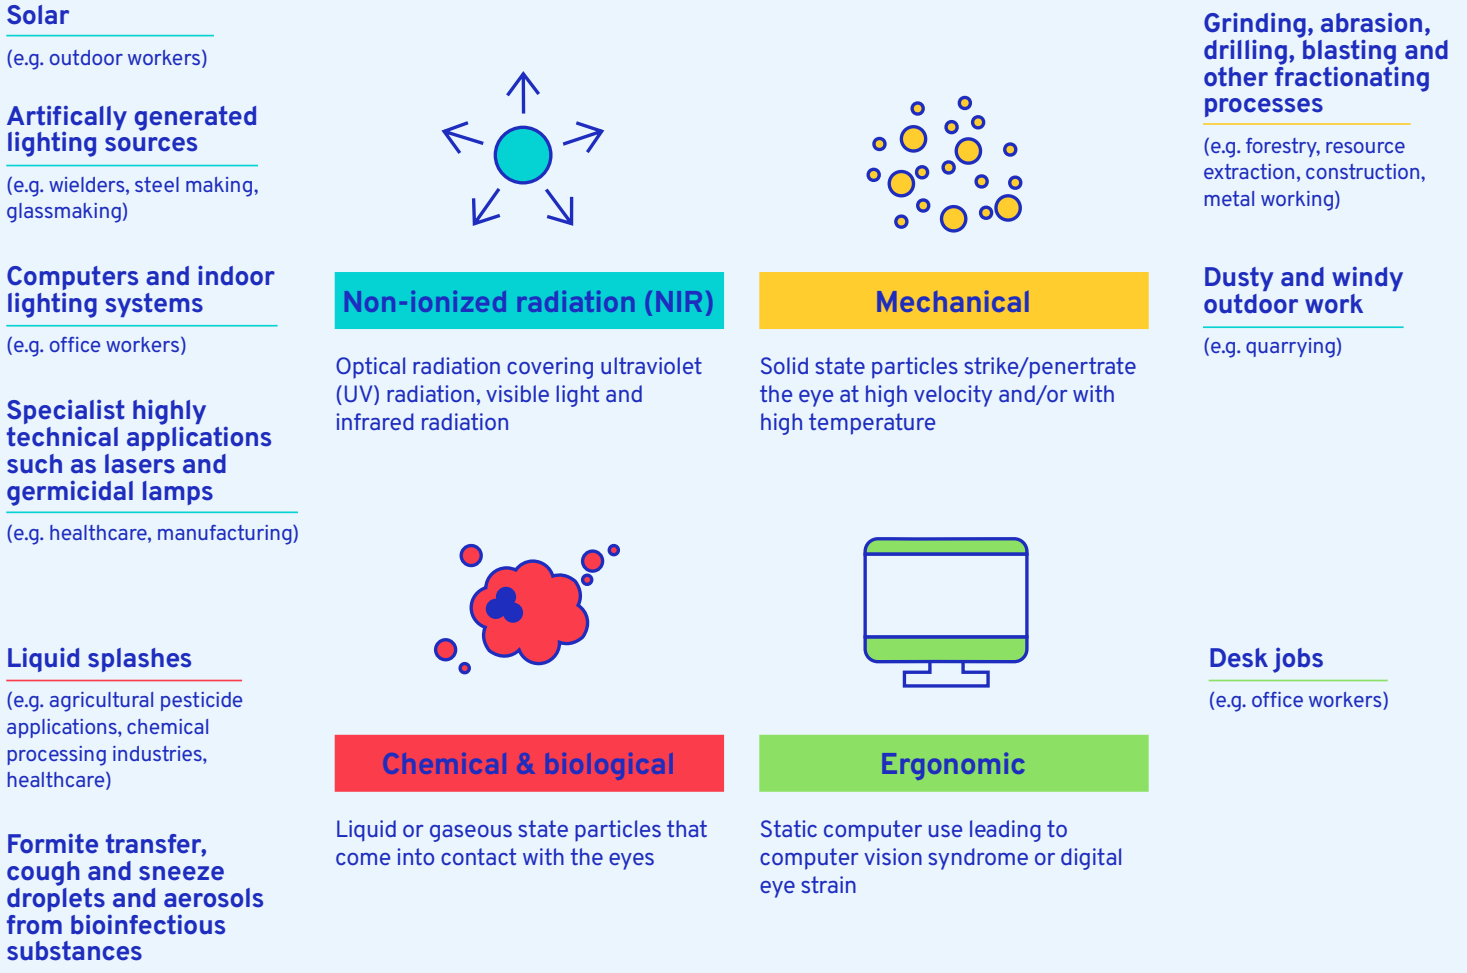 Solar
(e.g. outdoor workers)
Artifically generated
lighting sources
(e.g. wielders, steel making,
glassmaking)
Computers and indoor
lighting systems
(e.g. office workers)
Specialist highly
technical applications
such as lasers and
germicidal lamps
(e.g. healthcare, manufacturing)
Non-ionized radiation (NIR)
Optical radiation covering ultraviolet
(UV) radiation, visible light and
infrared radiation
Mechanical
Solid state particles strike/penertrate
the eye at high velocity and/or with
high temperature
Grinding, abrasion,
drilling, blasting and
other fractionating
processes
(e.g. forestry, resource
extraction, construction,
metal working)
Dusty and windy
outdoor work
(e.g. quarrying)
Liquid splashes
(e.g. agricultural pesticide
applications, chemical
processing industries,
healthcare)
Formite transfer,
cough and sneeze
droplets and aerosols
from bioinfectious
substances
Chemical & biological
Liquid or gaseous state particles that
come into contact with the eyes
Ergonomic
Static computer use leading to
computer vision syndrome or digital
eye strain
Desk jobs
(e.g. office workers)